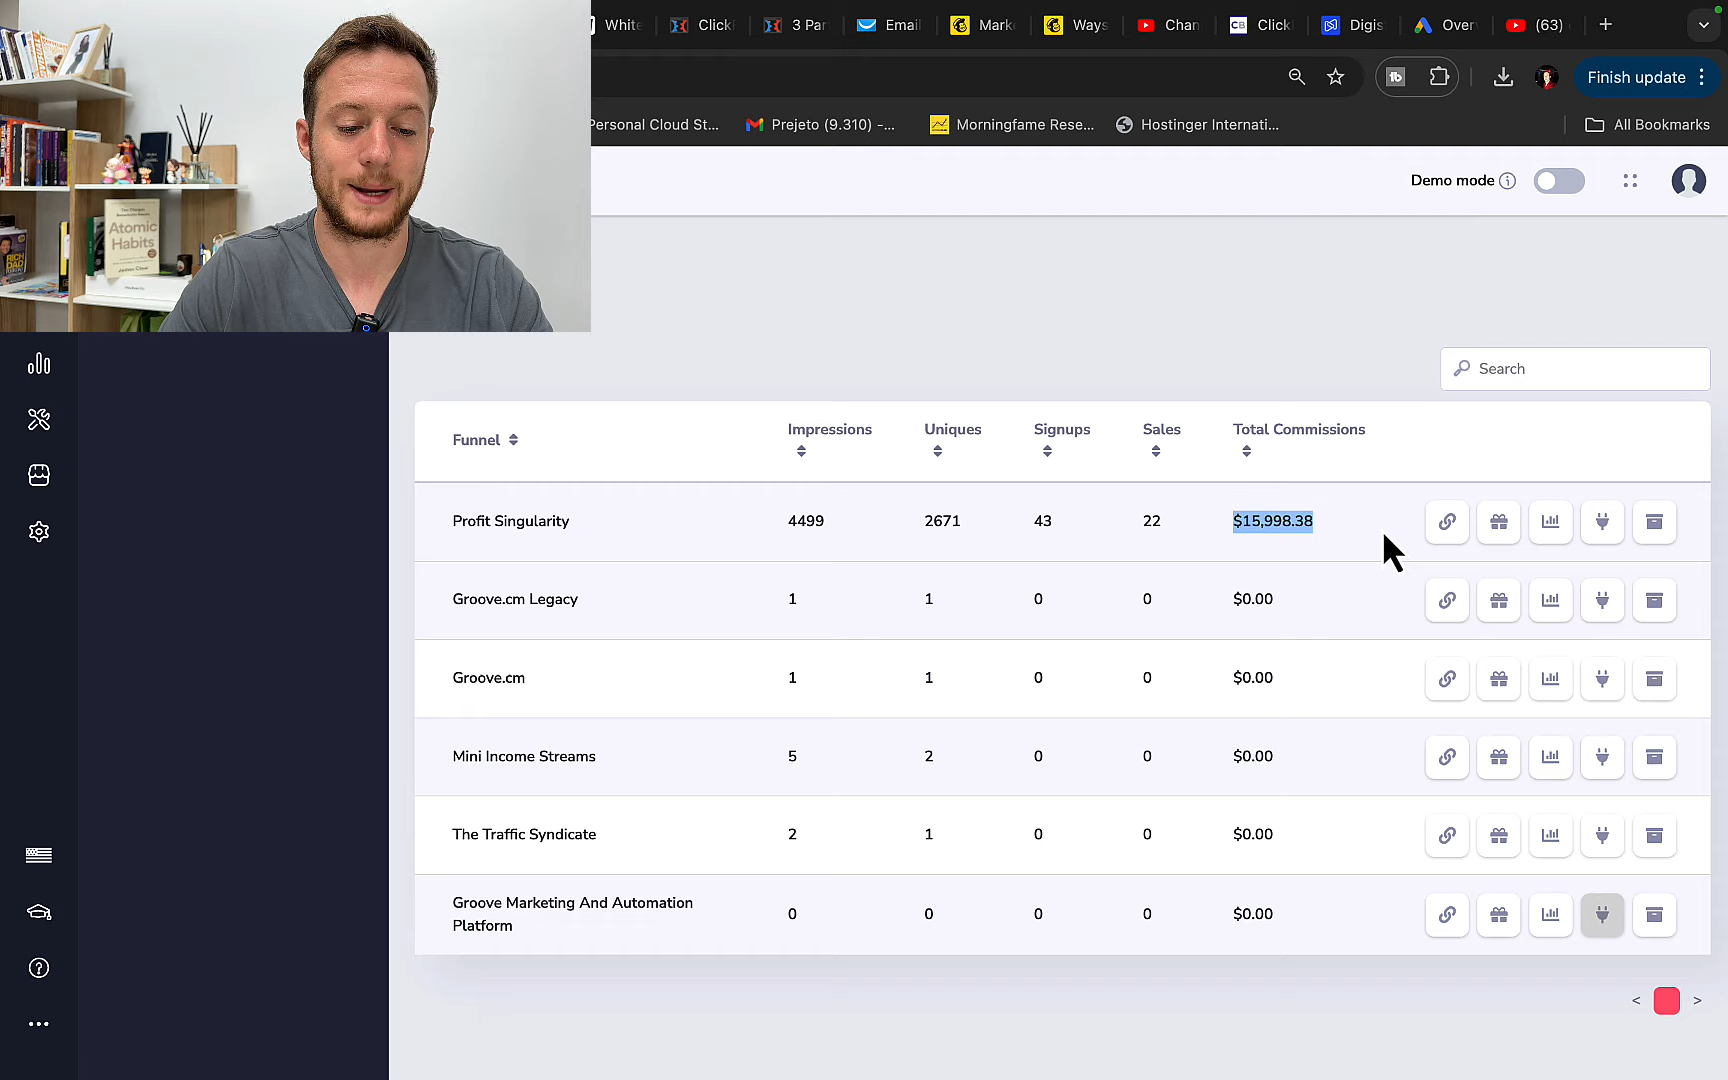 White
Click
3 Par
Email
Mark
Ways
Chan
Click
Digis
Over
(63)
Finish update
Personal Cloud St...
Prejeto (9.310) -...
Morningfame Rese...
Hostinger Internati...
All Bookmarks
Demo mode
Atomic
Habits
RICH
DAD
Search
Funnel Impressions Uniques Signups Sales Total Commissions
Profit Singularity 4499 2671 43 22 $15,998.38
Groove.cm Legacy 1 1 0 0 $0.00
Groove.cm 1 1 0 0 $0.00
Mini Income Streams 5 2 0 0 $0.00
The Traffic Syndicate 2 1 0 0 $0.00
Groove Marketing And Automation
Platform 0 0 0 0 $0.00
< >